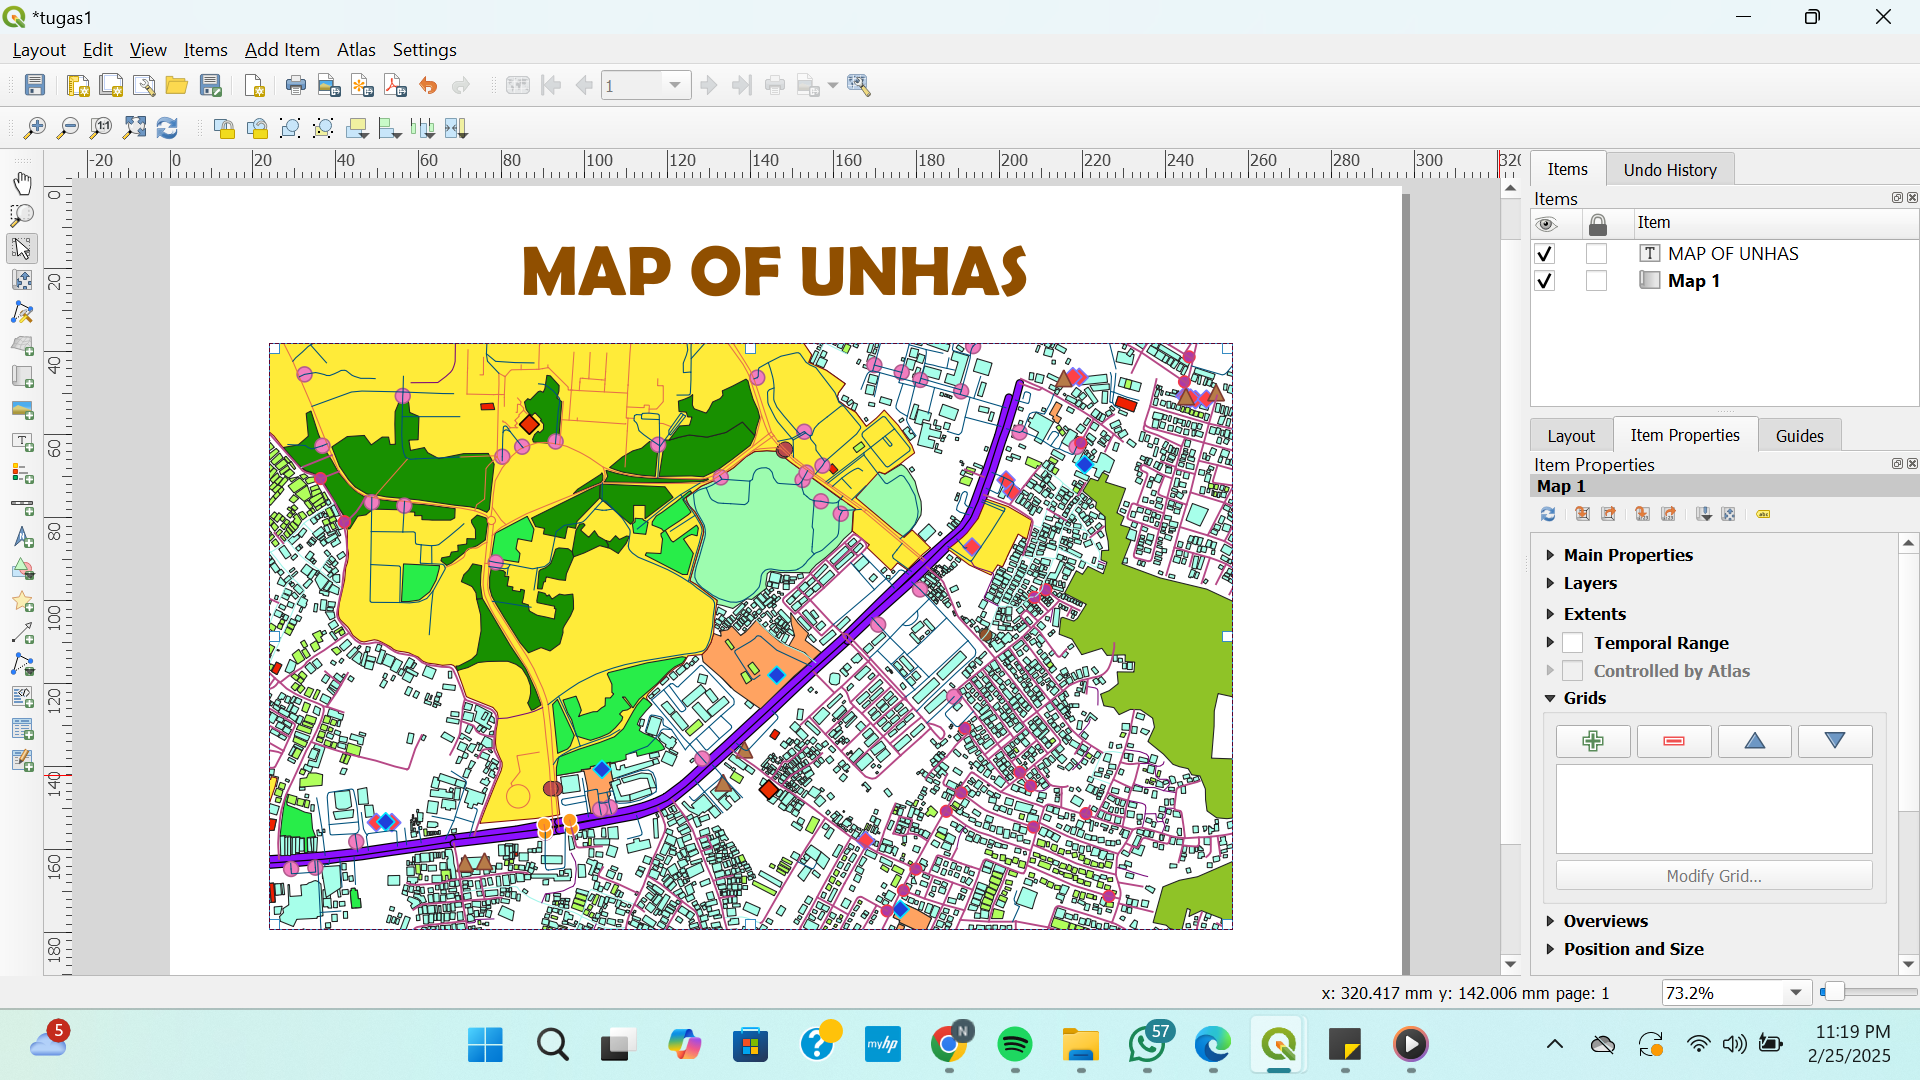 *tugas1
Layout Edit View Items Add Item Atlas Settings
1
-20 0 20 40 60 80 100 120 140 160 180 200 220 240 260 280 300 320
0
20
40
60
80
100
120
140
160
180
MAP OF UNHAS
Items Undo History
Items
Item
T MAP OF UNHAS
Map 1
Layout Item Properties Guides
Item Properties
Map 1
abc
Main Properties
Layers
Extents
Temporal Range
Controlled by Atlas
Grids
Modify Grid...
Overviews
Position and Size
x: 320.417 mm y: 142.006 mm page: 1 73.2%
5
myhp
N
57
11:19 PM
2/25/2025